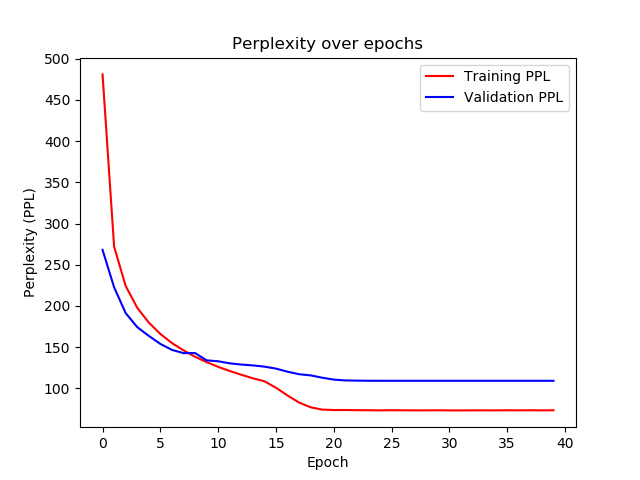 Perplexity over epochs
Training PPL
Validation PPL
500
450
400
350
300
250
200
150
100
Perplexity (PPL)
0 5 10 15 20 25 30 35 40
Epoch